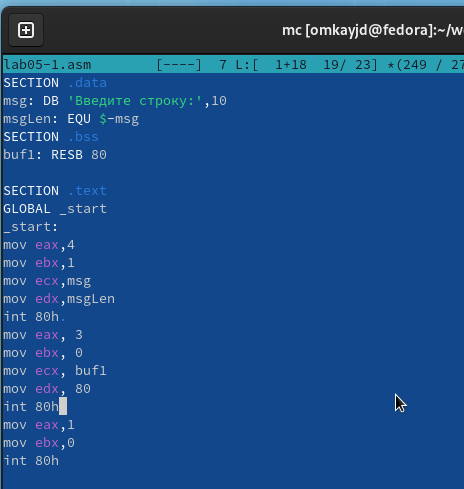 mc [omkayjd@fedora]:~/w
lab05-1.asm [----] 7 L:[ 1+18 19/ 23] *(249 / 27
SECTION .data
msg: DB 'Введите строку:',10
msgLen: EQU $-msg
SECTION .bss
buf1: RESB 80
SECTION .text
GLOBAL _start
_start:
mov eax,4
mov ebx,1
mov ecx,msg
mov edx,msgLen
int 80h.
mov eax, 3
mov ebx, 0
mov ecx, buf1
mov edx, 80
int 80h
mov eax,1
mov ebx,0
int 80h